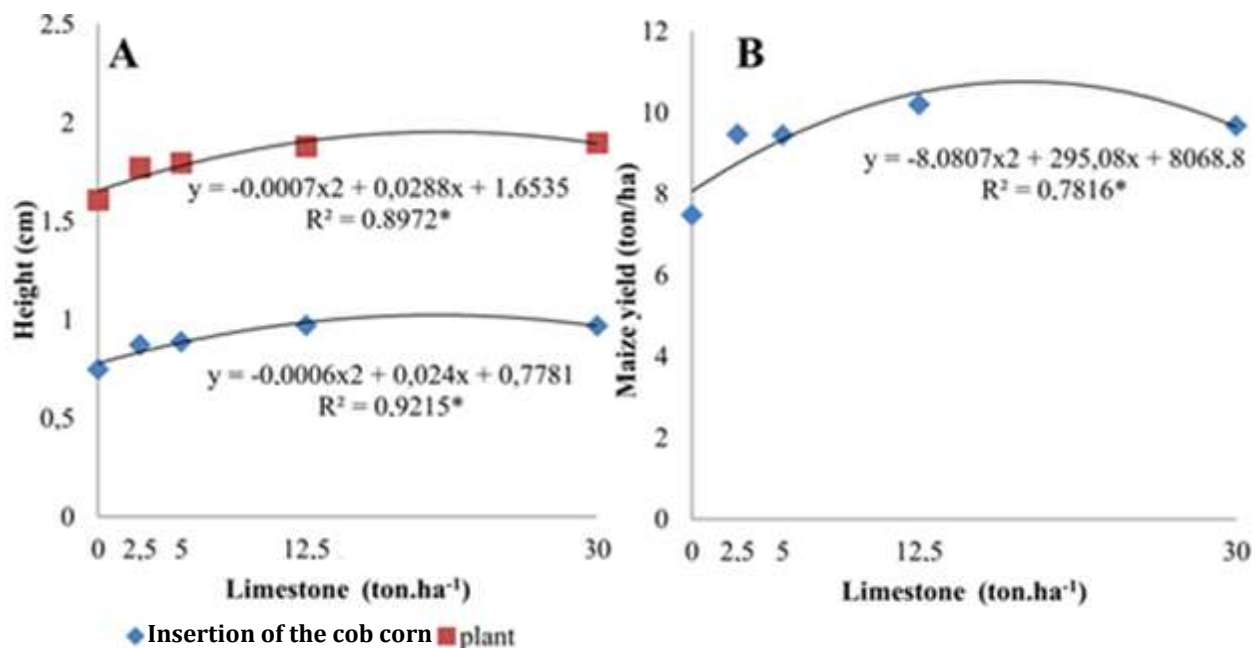 A
Height (cm)
2.5
2
1.5
1
0,5
0
y = -0.0007x2 + 0,0288x + 1.6535
R² = 0.8972*
y = -0.0006x2 + 0,024x + 0,7781
R² = 0.9215*
0 2,5 5 12.5 30
Limestone (ton.ha-1)
Insertion of the cob corn plant
B
Maize yield (ton/ha)
12
10
8
6
4
2
0
y = -8.0807x2 + 295,08x + 8068.8
R² = 0.7816*
0 2.5 5 12.5 30
Limestone (ton.ha-1)